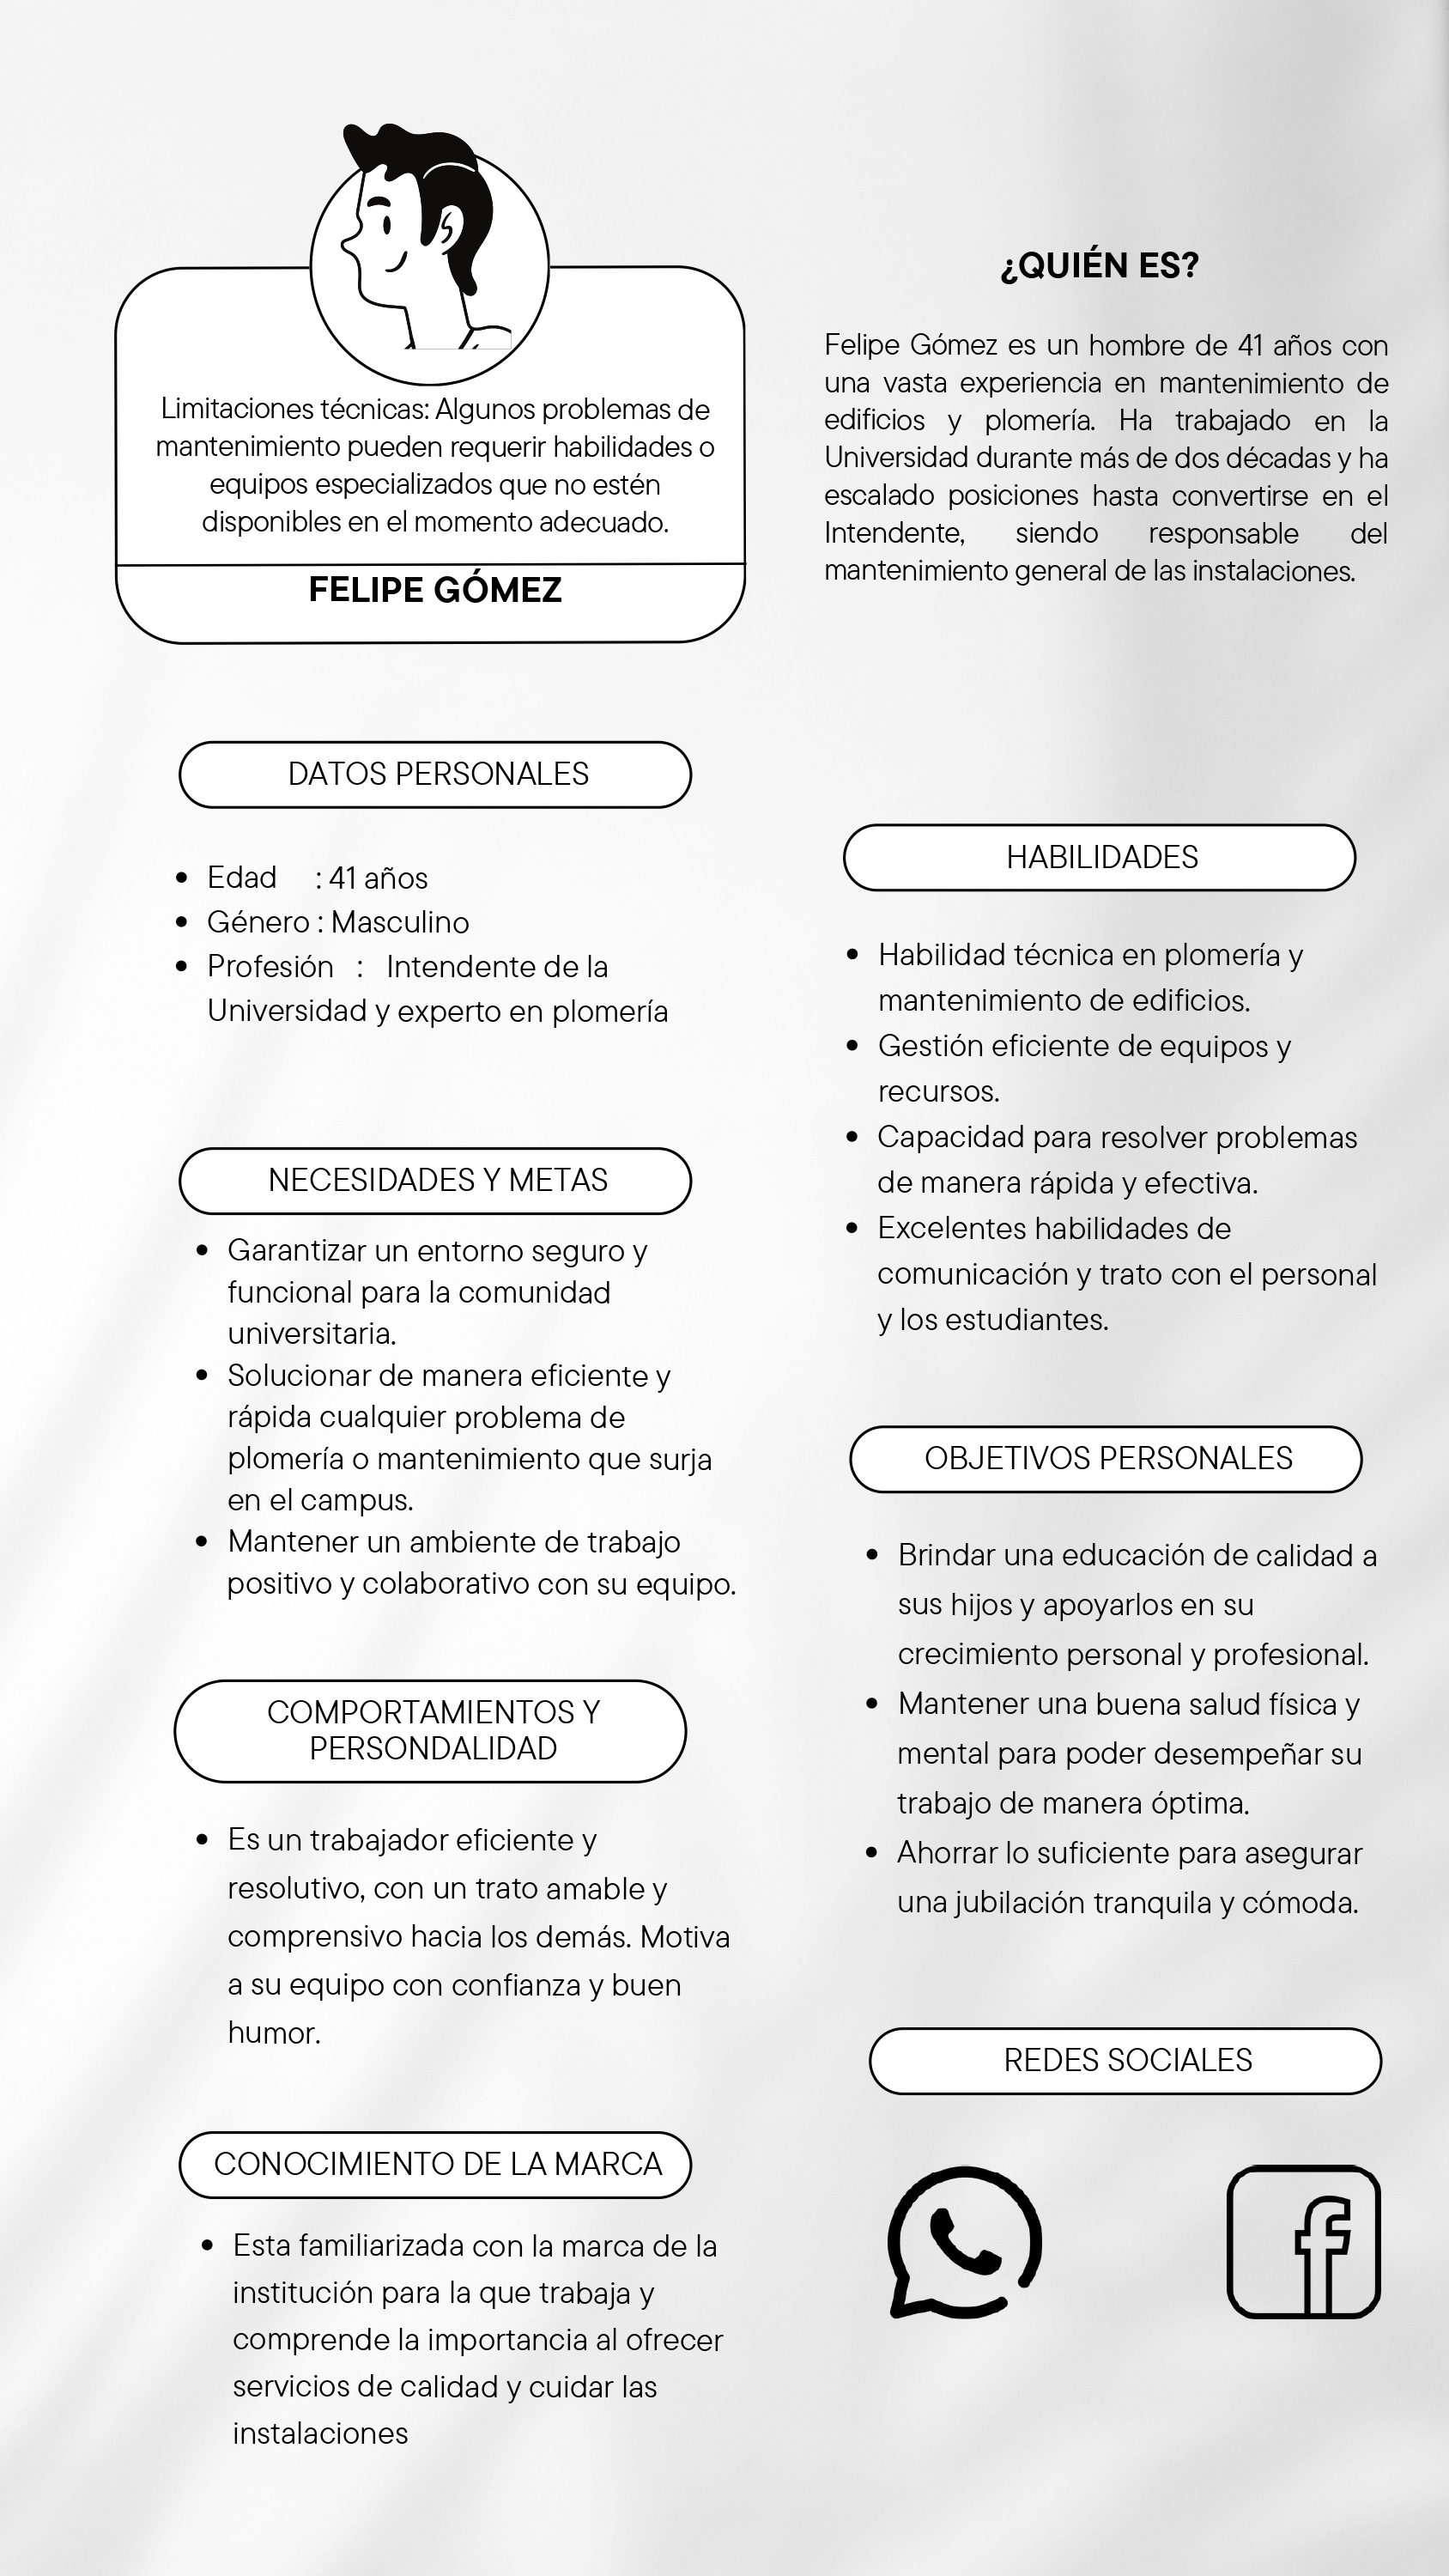 Limitaciones técnicas: Algunos problemas de
mantenimiento pueden requerir habilidades o
equipos especializados que no estén
disponibles en el momento adecuado.
FELIPE GÓMEZ
¿QUIÉN ES?
Felipe Gómez es un hombre de 41 años con
una vasta experiencia en mantenimiento de
edificios y plomería. Ha trabajado en la
Universidad durante más de dos décadas y ha
escalado posiciones hasta convertirse en el
Intendente, siendo responsable del
mantenimiento general de las instalaciones.
DATOS PERSONALES
• Edad : 41 años
• Género : Masculino
• Profesión : Intendente de la
Universidad y experto en plomería
NECESIDADES Y METAS
• Garantizar un entorno seguro y
funcional para la comunidad
universitaria.
• Solucionar de manera eficiente y
rápida cualquier problema de
plomería o mantenimiento que surja
en el campus.
• Mantener un ambiente de trabajo
positivo y colaborativo con su equipo.
COMPORTAMIENTOS Y
PERSONDALIDAD
• Es un trabajador eficiente y
resolutivo, con un trato amable y
comprensivo hacia los demás. Motiva
a su equipo con confianza y buen
humor.
CONOCIMIENTO DE LA MARCA
• Esta familiarizada con la marca de la
institución para la que trabaja y
comprende la importancia al ofrecer
servicios de calidad y cuidar las
instalaciones
HABILIDADES
• Habilidad técnica en plomería y
mantenimiento de edificios.
• Gestión eficiente de equipos y
recursos.
• Capacidad para resolver problemas
de manera rápida y efectiva.
• Excelentes habilidades de
comunicación y trato con el personal
y los estudiantes.
OBJETIVOS PERSONALES
• Brindar una educación de calidad a
sus hijos y apoyarlos en su
crecimiento personal y profesional.
• Mantener una buena salud física y
mental para poder desempeñar su
trabajo de manera óptima.
• Ahorrar lo suficiente para asegurar
una jubilación tranquila y cómoda.
REDES SOCIALES